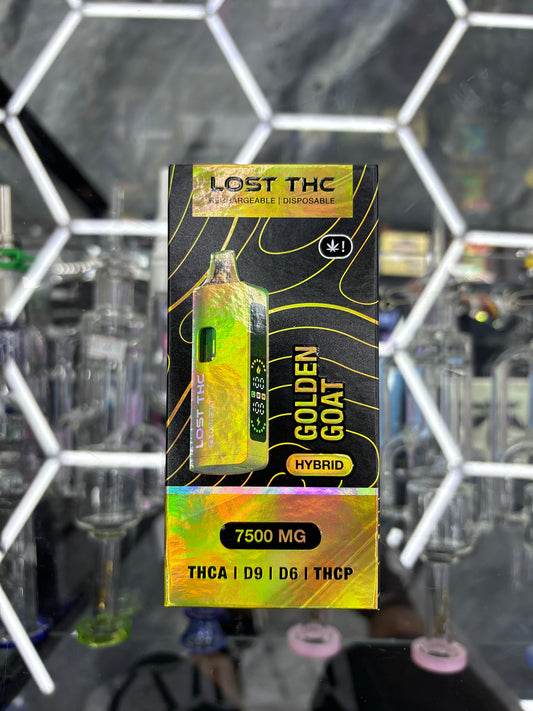 LOST THC
RECHARGEABLE | DISPOSABLE
!
LOST THC
GOLDEN
GOAT
HYBRID
7500 MG
THCA | D9 | D6 | THCP